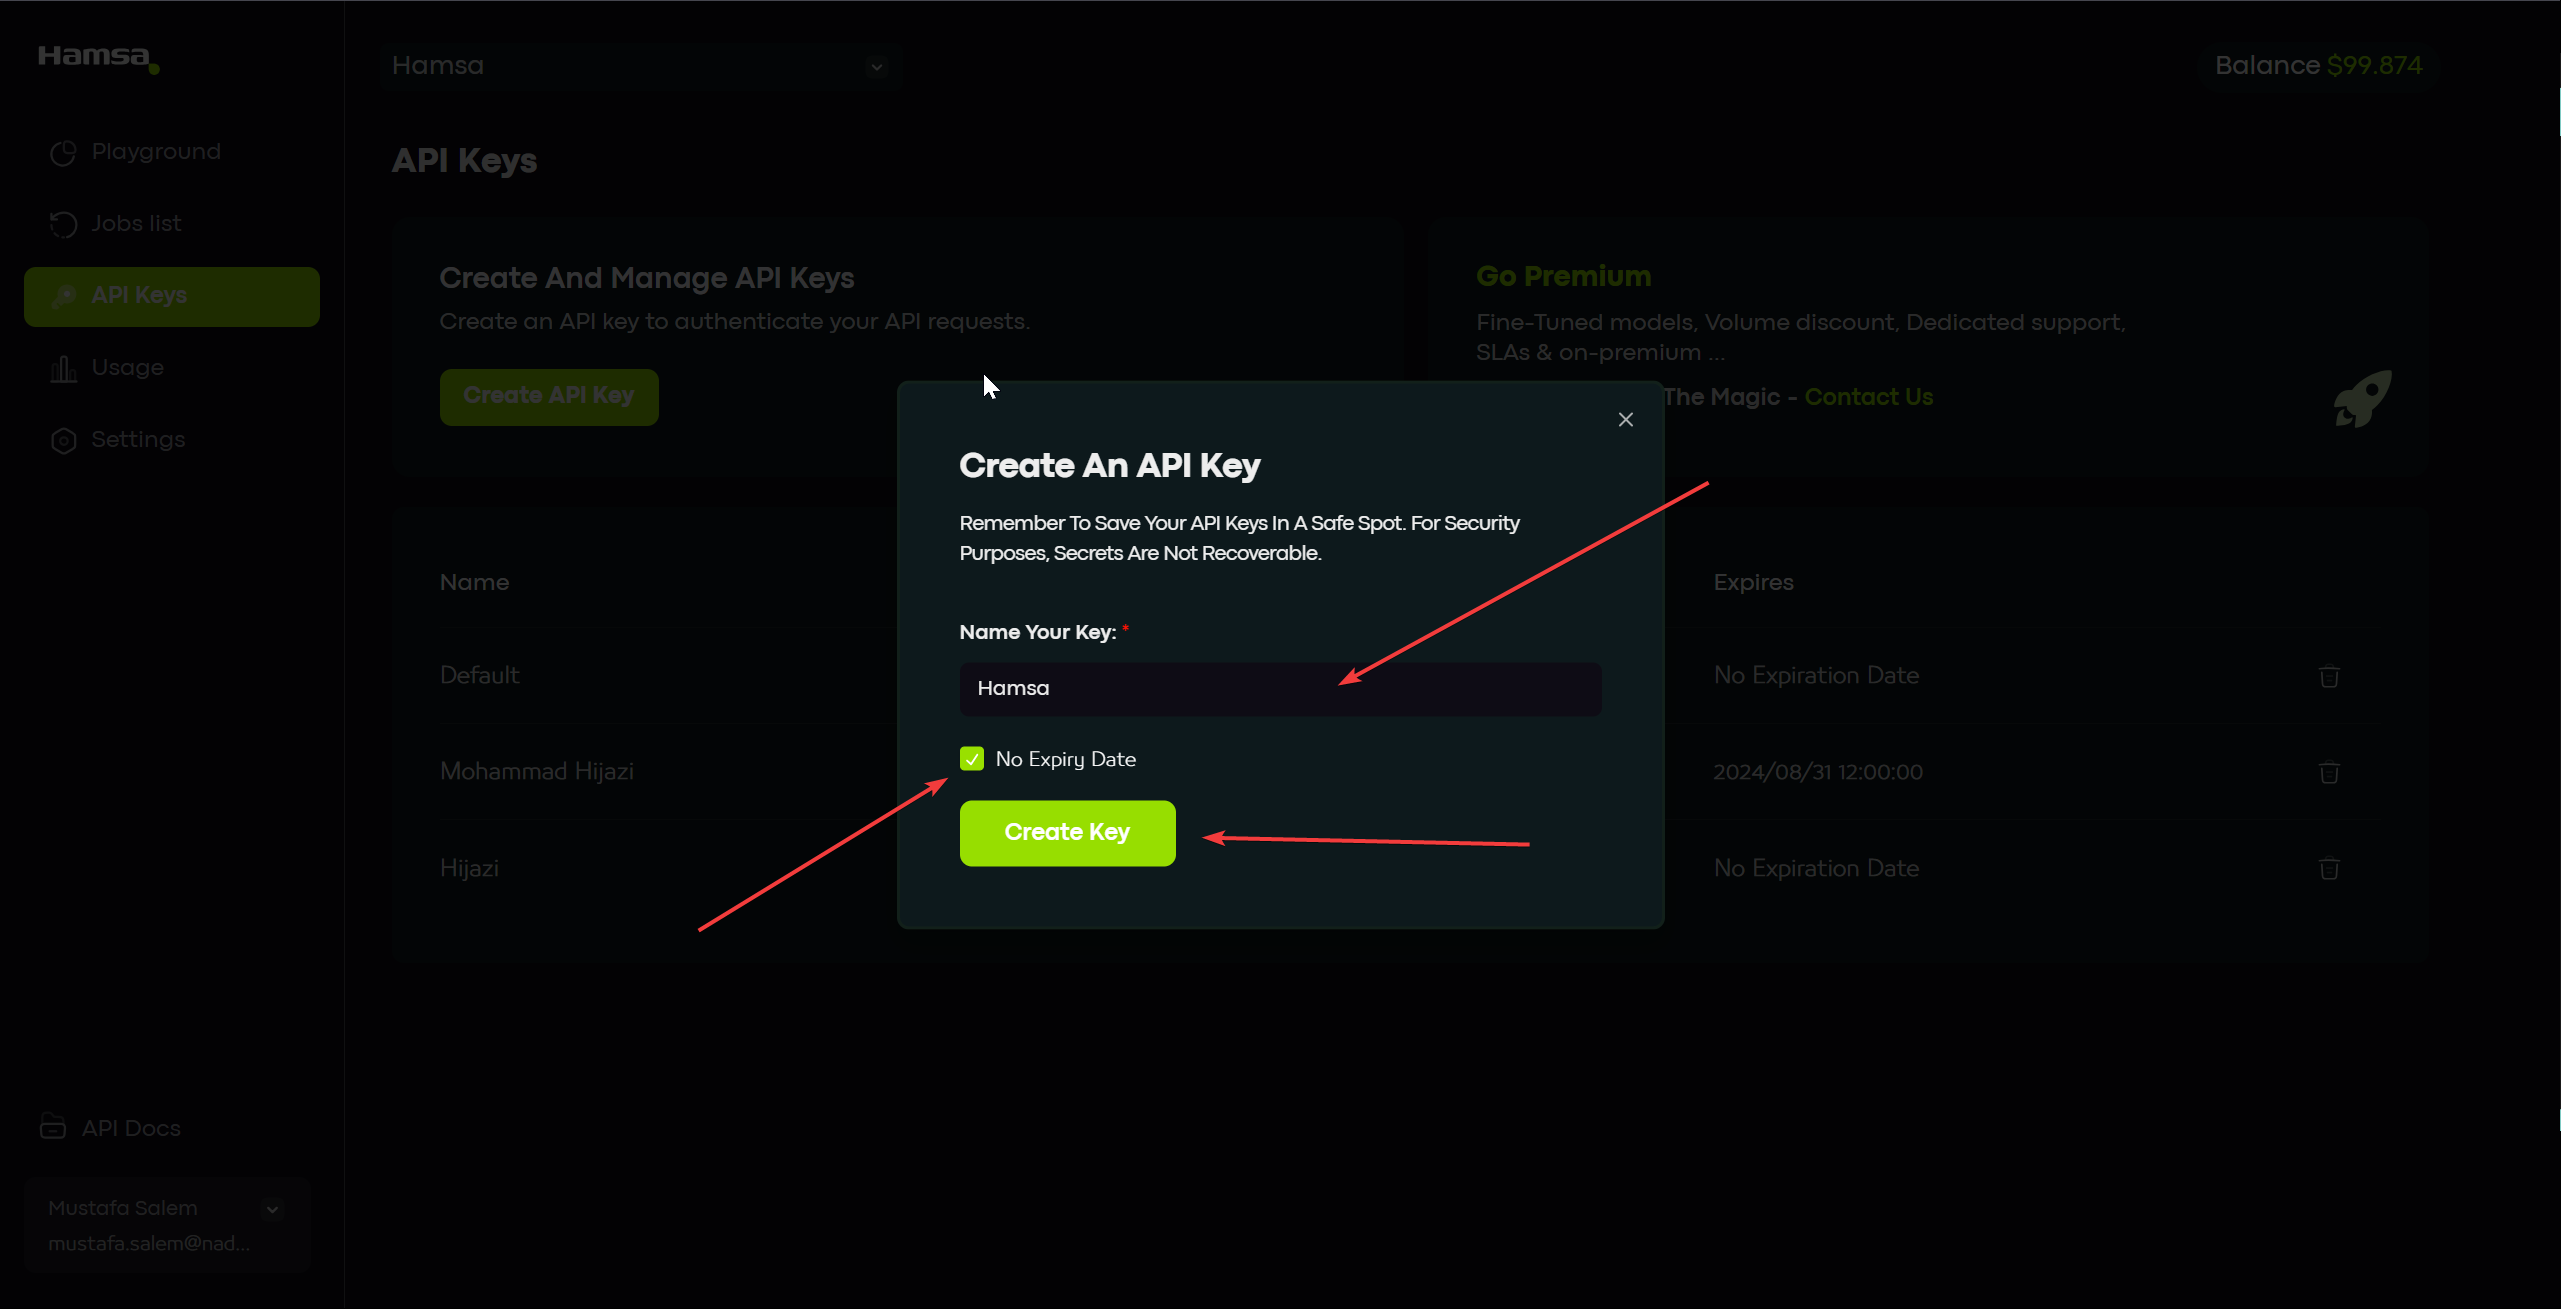 Hamsa
Playground
Jobs list
API Keys
Usage
Settings
API Docs
Mustafa Salem
mustafa.salem@nad...
Hamsa
Balance $99.874
API Keys
Create And Manage API Keys
Create an API key to authenticate your API requests.
Create API Key
Go Premium
Fine-Tuned models, Volume discount, Dedicated support,
SLAs & on-premium ...
The Magic - Contact Us
Name
Expires
Default
No Expiration Date
Mohammad Hijazi
2024/08/31 12:00:00
Hijazi
No Expiration Date
Create An API Key
Remember To Save Your API Keys In A Safe Spot. For Security
Purposes, Secrets Are Not Recoverable.
Name Your Key: *
Hamsa
No Expiry Date
Create Key